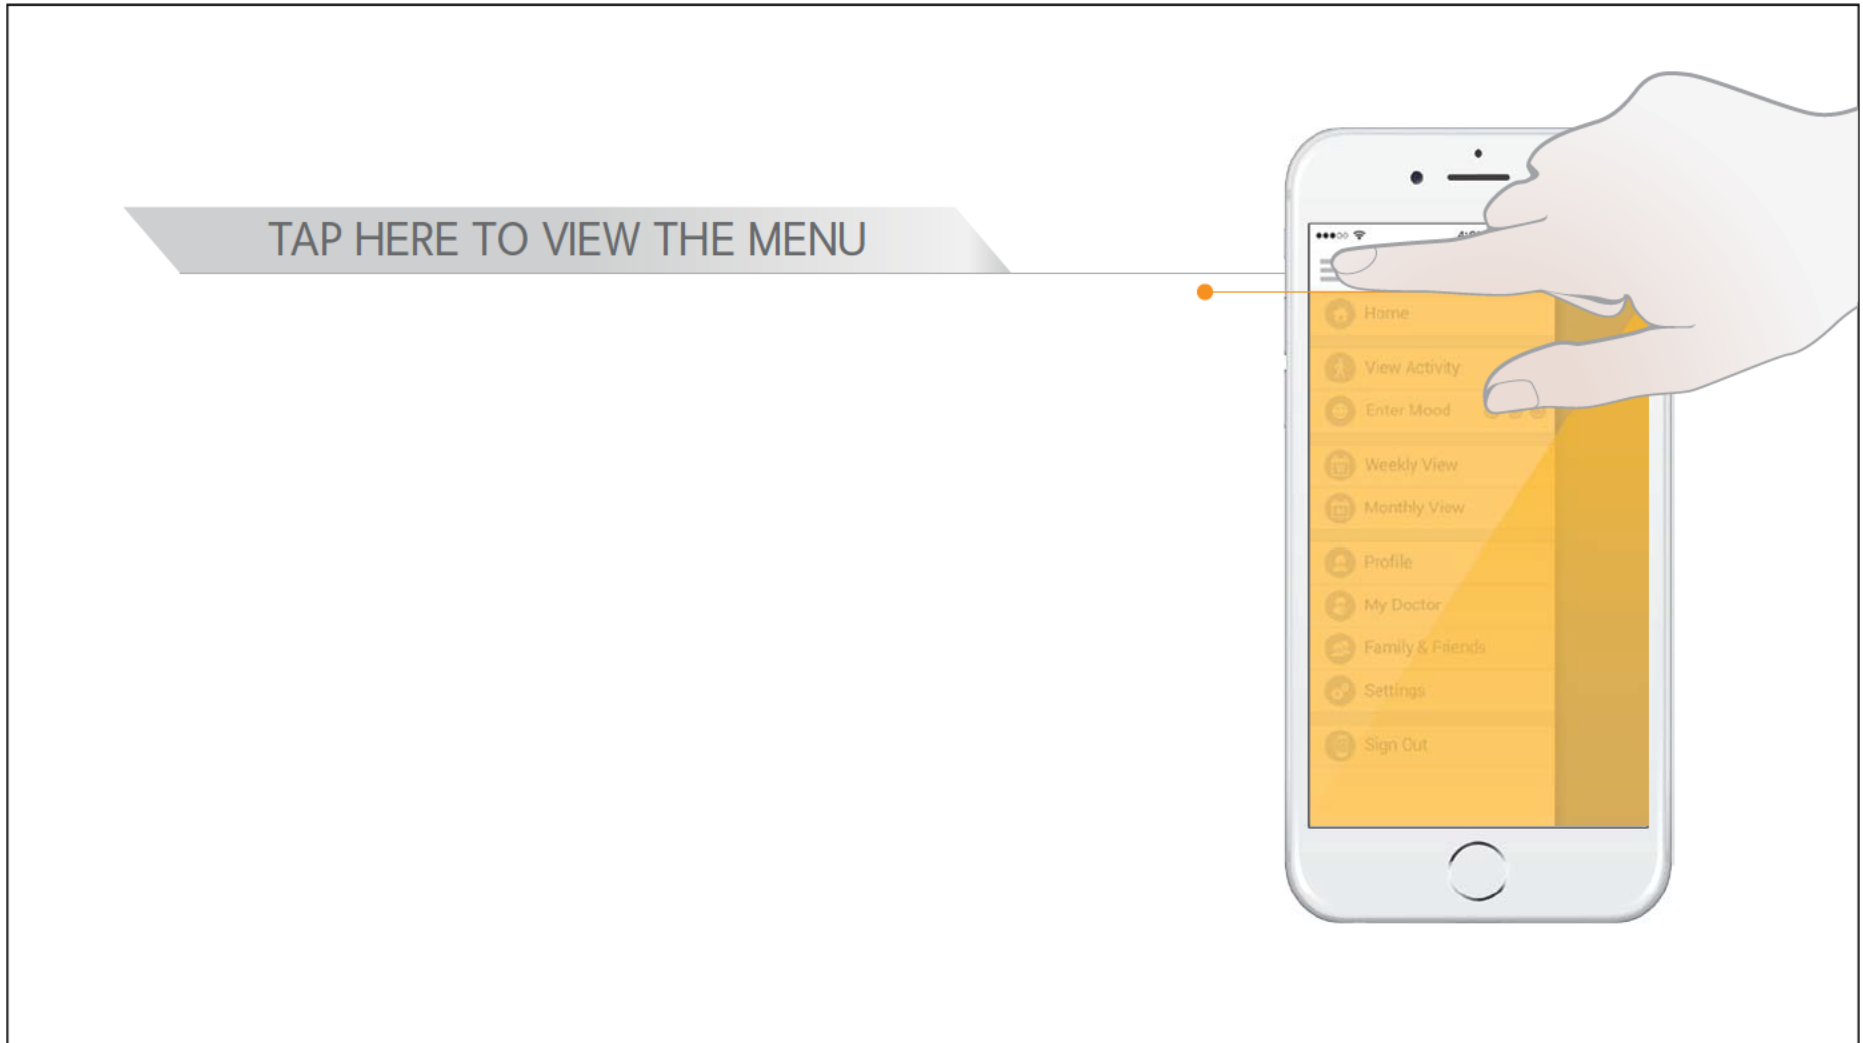 TAP HERE TO VIEW THE MENU
Home
View Activity
Enter Mood
Weekly View
Monthly View
Profile
My Doctor
Family & Friends
Settings
Sign Out